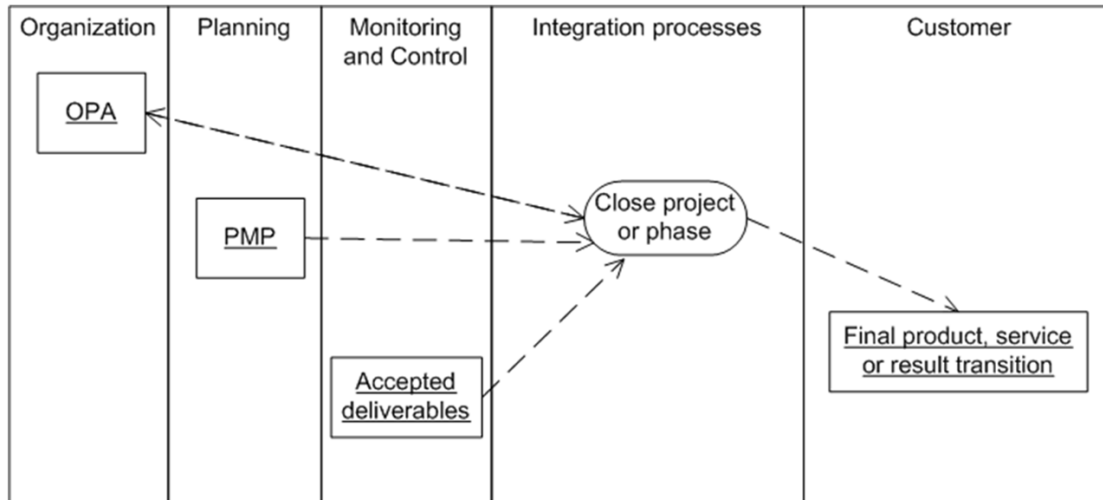 Organization
Planning
Monitoring
and Control
Integration processes
Customer
OPA
PMP
Close project
or phase
Accepted
deliverables
Final product, service
or result transition